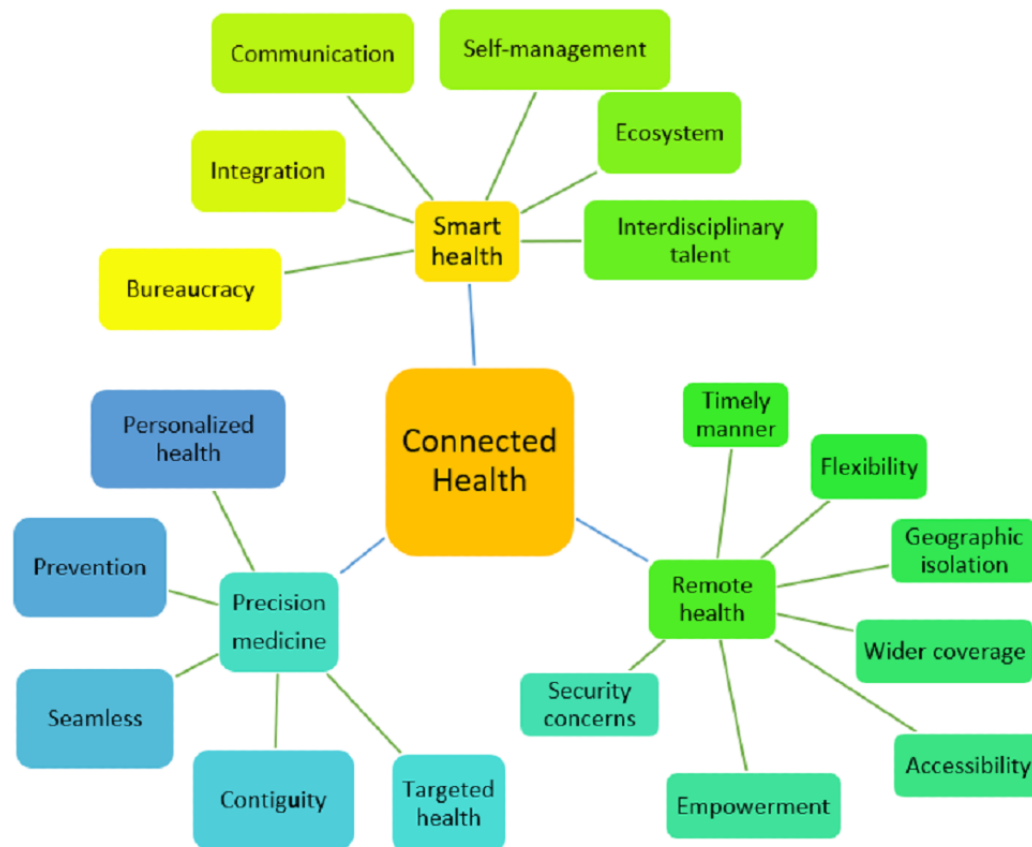 Communication
Self-management
Ecosystem
Integration
Smart
health
Interdisciplinary
talent
Bureaucracy
Connected
Health
Personalized
health
Prevention
Precision
medicine
Seamless
Contiguity
Targeted
health
Timely
manner
Flexibility
Geographic
isolation
Remote
health
Wider coverage
Security
concerns
Accessibility
Empowerment